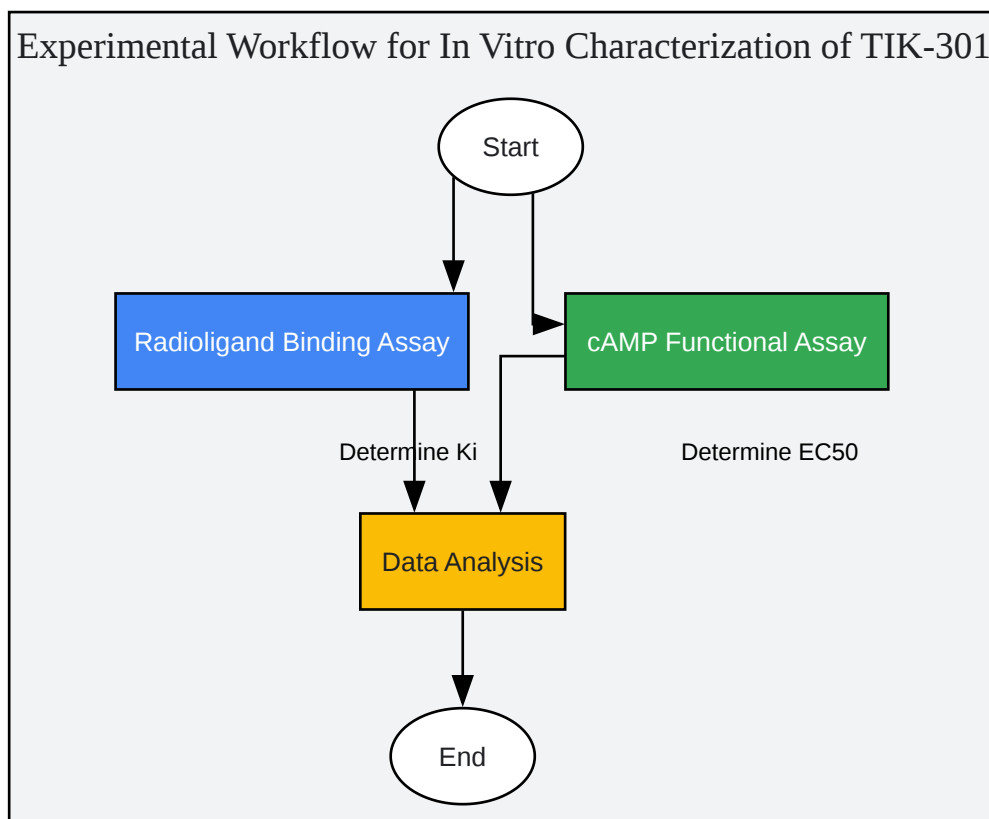 Experimental Workflow for In Vitro Characterization of TIK-301
Start
Radioligand Binding Assay
cAMP Functional Assay
Determine Ki
Determine EC50
Data Analysis
End